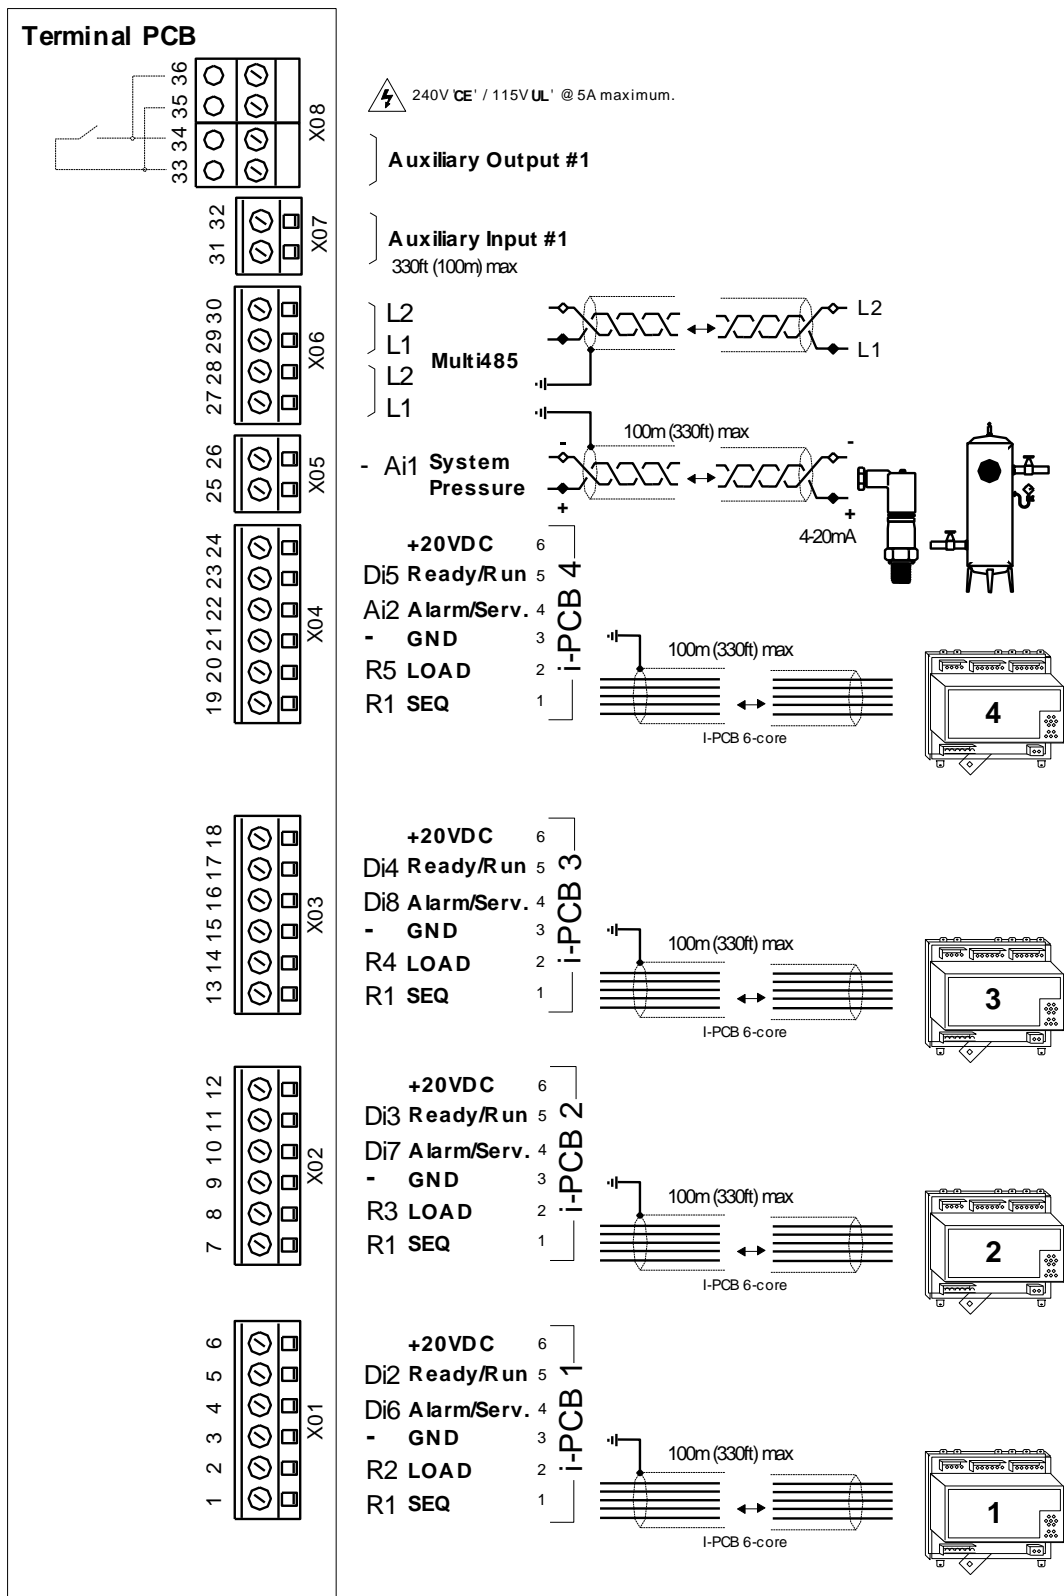 Terminal PCB
36
35
34
33
X08
240V 'CE' / 115V UL' @ 5A maximum.
Auxiliary Output #1
32
31
X07
Auxiliary Input #1
330ft (100m) max
30
29
28
27
X06
L2
L1
L2
L1
Multi485
L2
L1
26
25
X05
- Ai1 System
Pressure
100m (330ft) max
-
+
-
+
4-20mA
24
23
22
21
20
19
X04
+20VDC 6
Di5 Ready/Run 5
Ai2 Alarm/Serv. 4
- GND 3
R5 LOAD 2
R1 SEQ 1
i-PCB 4
100m (330ft) max
I-PCB 6-core
4
18
17
16
15
14
13
X03
+20VDC 6
Di4 Ready/Run 5
Di8 Alarm/Serv. 4
- GND 3
R4 LOAD 2
R1 SEQ 1
i-PCB 3
100m (330ft) max
I-PCB 6-core
3
12
11
10
9
8
7
X02
+20VDC 6
Di3 Ready/Run 5
Di7 Alarm/Serv. 4
- GND 3
R3 LOAD 2
R1 SEQ 1
i-PCB 2
100m (330ft) max
I-PCB 6-core
2
6
5
4
3
2
1
X01
+20VDC 6
Di2 Ready/Run 5
Di6 Alarm/Serv. 4
- GND 3
R2 LOAD 2
R1 SEQ 1
i-PCB 1
100m (330ft) max
I-PCB 6-core
1